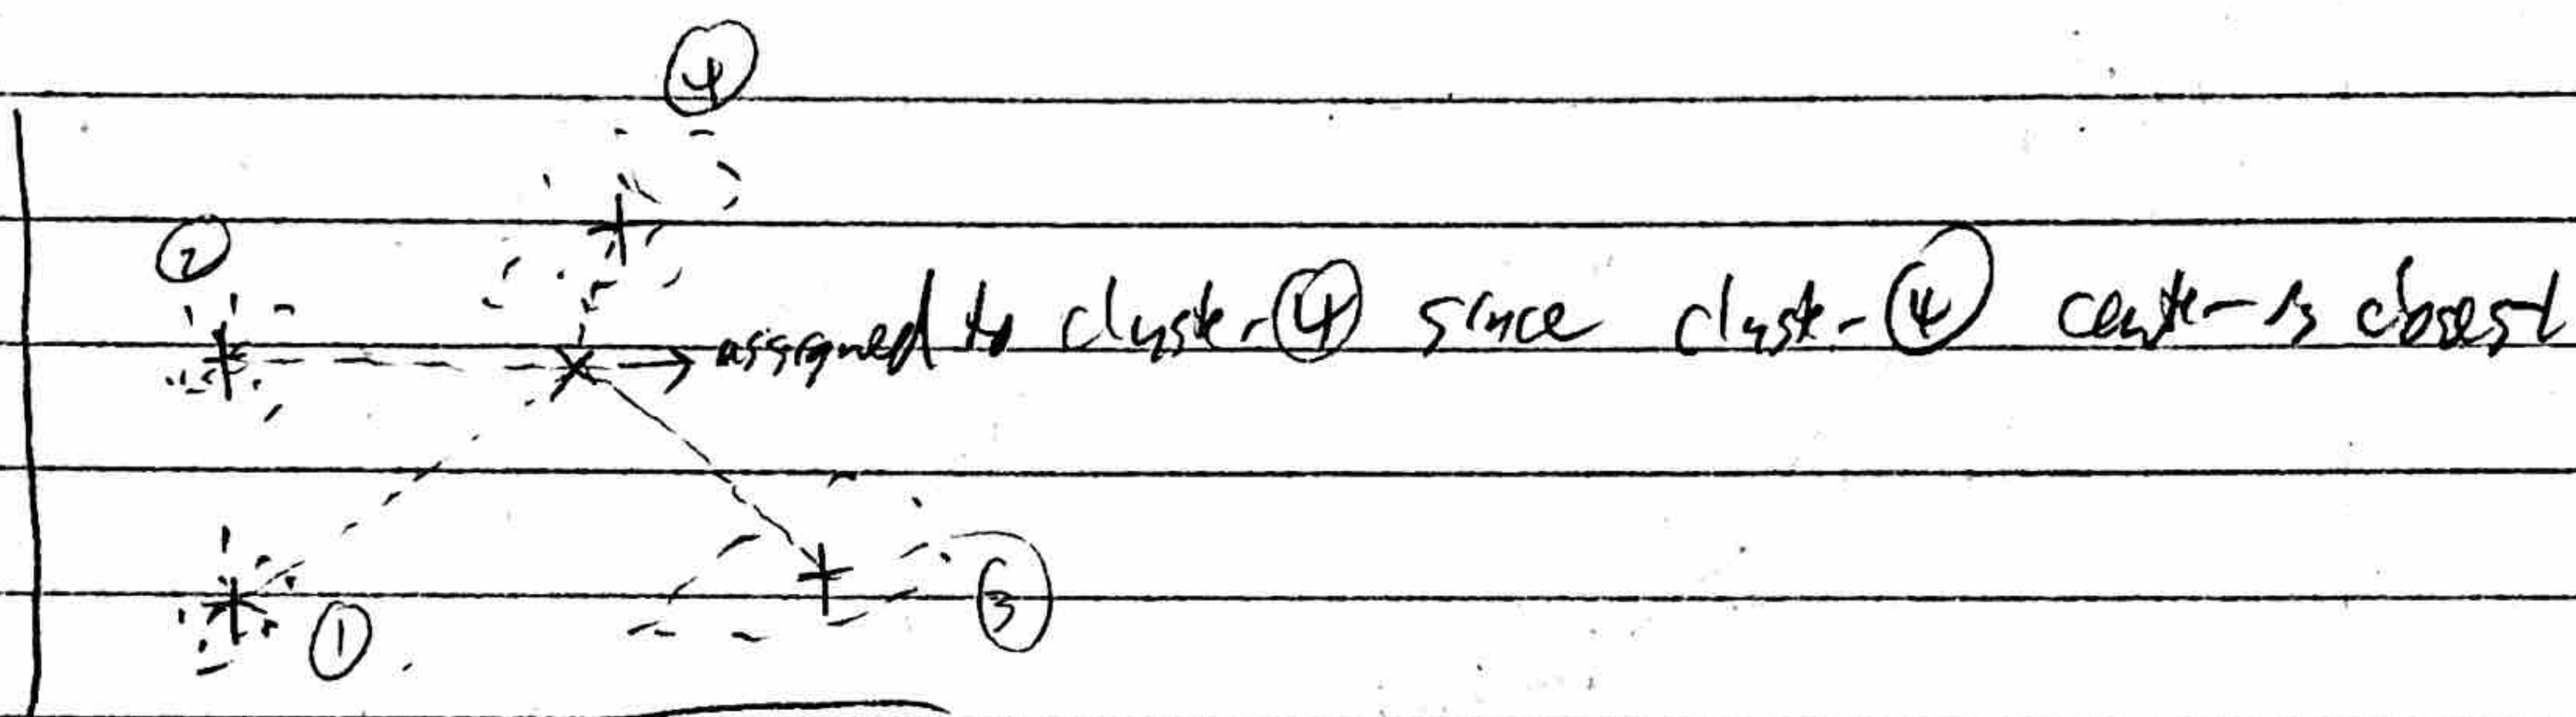 ④
②
assigned to cluster ④ since cluster ④ center is closest
③
①